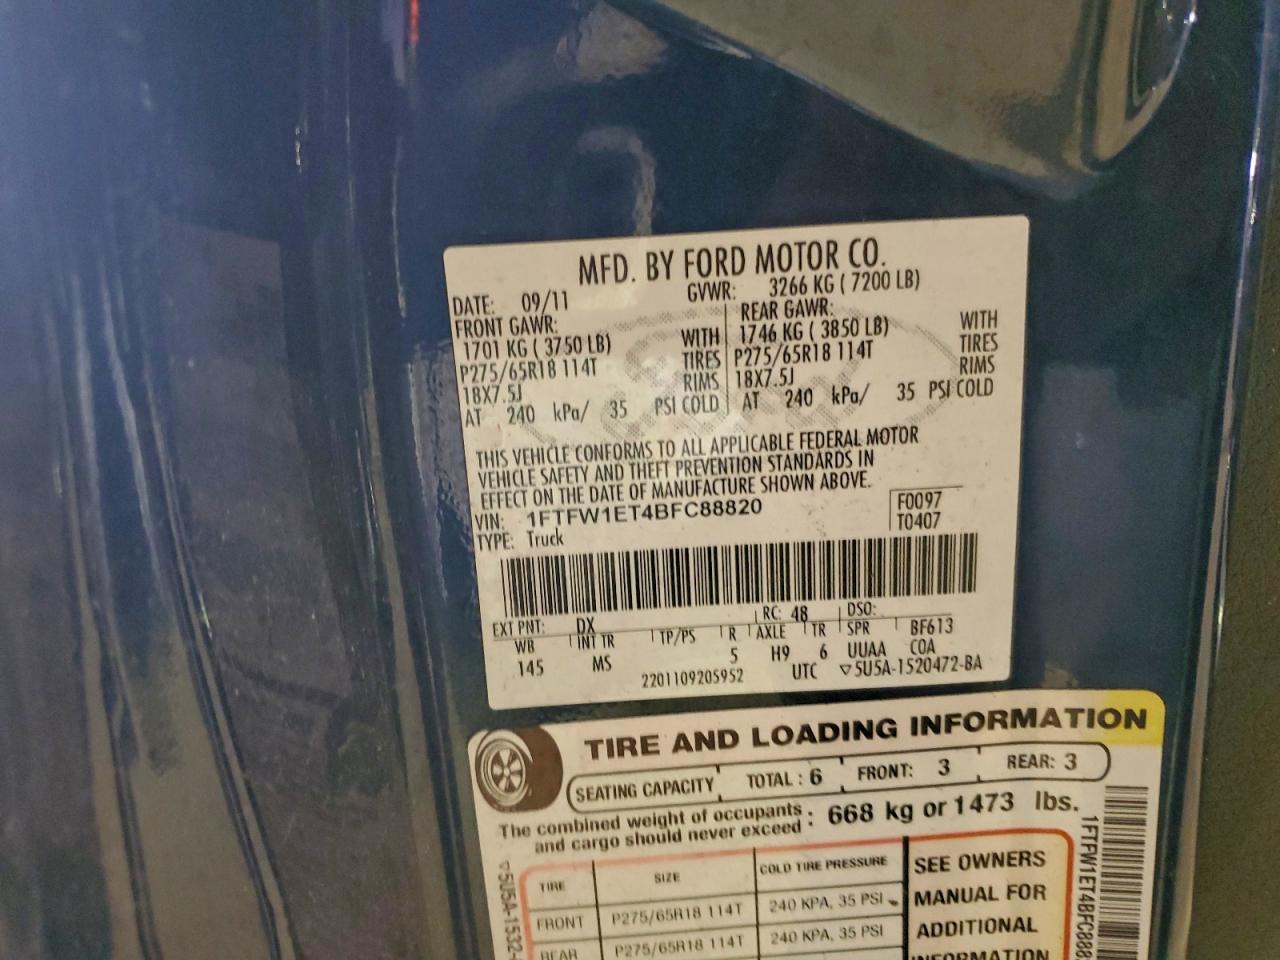 MFD. BY FORD MOTOR CO.
DATE: 09/11 GVWR: 3266 KG ( 7200 LB)
FRONT GAWR: REAR GAWR:
1701 KG ( 3750 LB) WITH 1746 KG ( 3850 LB) WITH
P275/65R18 114T TIRES P275/65R18 114T TIRES
18X7.5J RIMS 18X7.5J RIMS
AT 240 kPa/ 35 PSI COLD AT 240 kPa/ 35 PSI COLD
THIS VEHICLE CONFORMS TO ALL APPLICABLE FEDERAL MOTOR
VEHICLE SAFETY AND THEFT PREVENTION STANDARDS IN
EFFECT ON THE DATE OF MANUFACTURE SHOWN ABOVE.
VIN: 1FTFW1ET4BFC88820 F0097
TYPE: Truck T0407
EXT PNT: DX RC: 48 DSO:
WB INT TR TP/PS R AXLE TR SPR BF613
145 MS 5 H9 6 UUAA COA
2201109205952 UTC ▽5U5A-1520472-BA
TIRE AND LOADING INFORMATION
SEATING CAPACITY TOTAL : 6 FRONT: 3 REAR: 3
The combined weight of occupants
and cargo should never exceed : 668 kg or 1473 lbs.
TIRE SIZE COLD TIRE PRESSURE
FRONT P275/65R18 114T 240 KPA, 35 PSI
REAR P275/65R18 114T 240 KPA, 35 PSI
SEE OWNERS
MANUAL FOR
ADDITIONAL
INFORMATION
▽5U5A-1532-
1FTFW1ET4BFC888